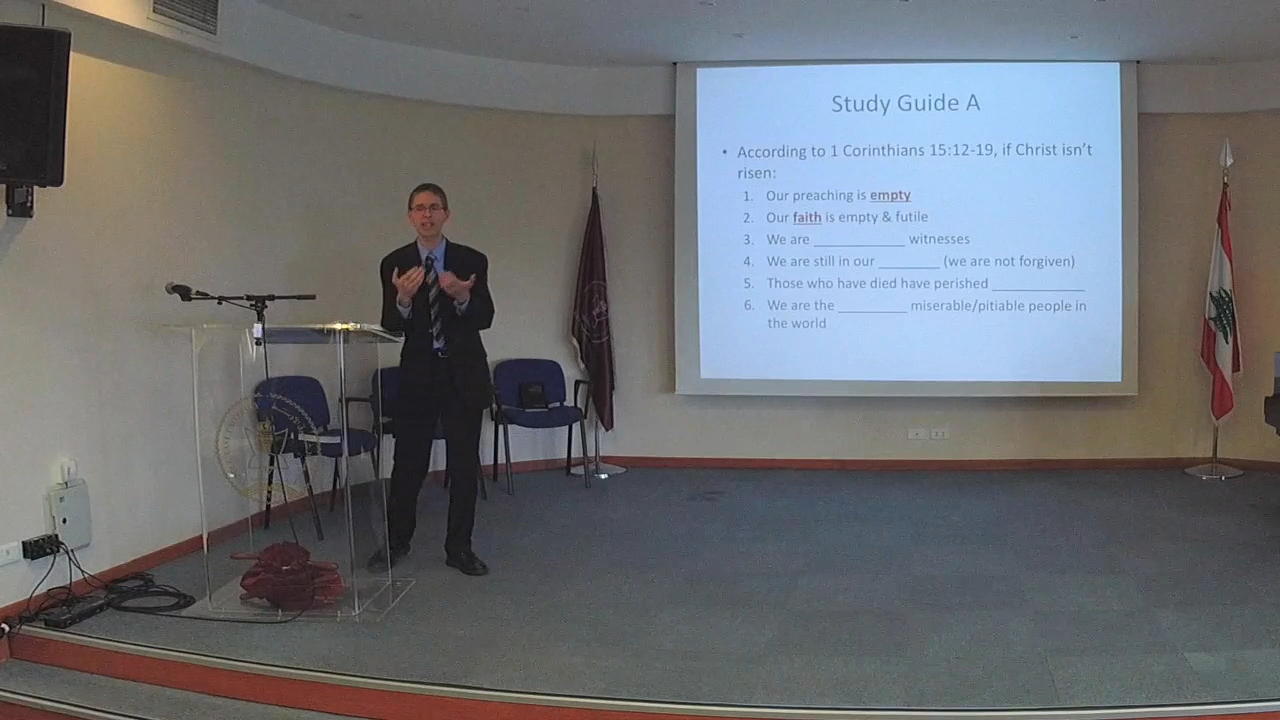 Study Guide A
• According to 1 Corinthians 15:12-19, if Christ isn't
risen:
1. Our preaching is empty
2. Our faith is empty & futile
3. We are ____________ witnesses
4. We are still in our ________ (we are not forgiven)
5. Those who have died have perished ____________
6. We are the _________ miserable/pitiable people in
the world